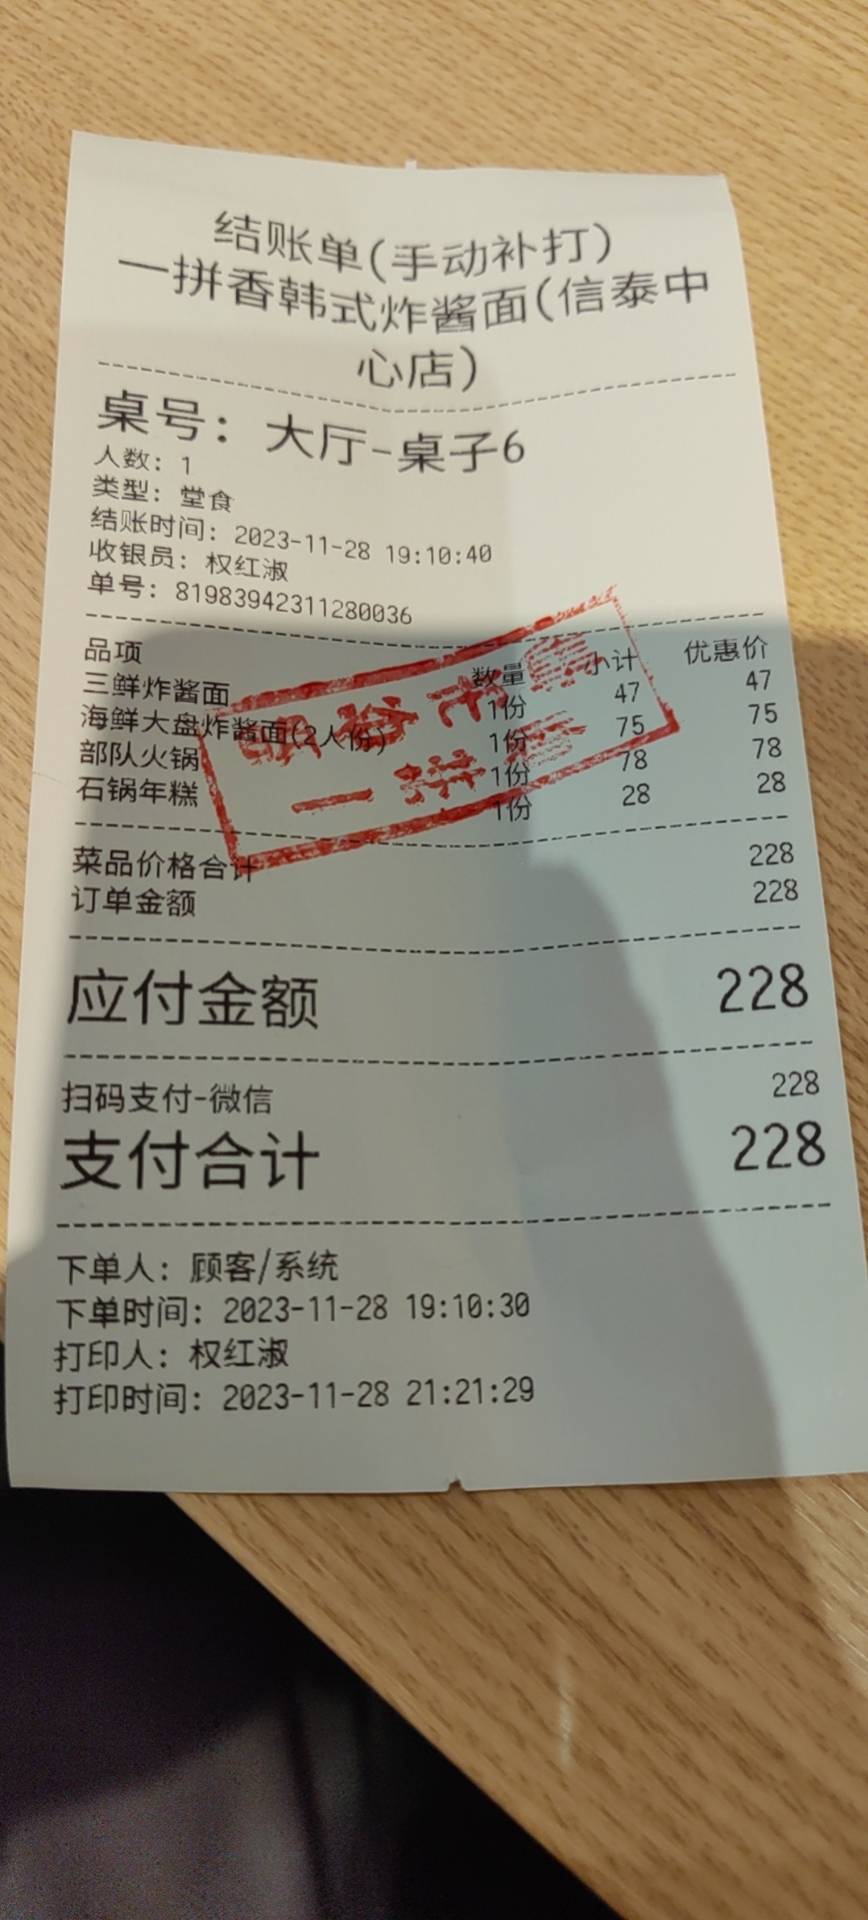 结账单(手动补打)
一拼香韩式炸酱面(信泰中
心店)
桌号: 大厅-桌子6
人数: 1
类型: 堂食
结账时间: 2023-11-28 19:10:40
收银员: 权红淑
单号: 81983942311280036
品项 数量 小计 优惠价
三鲜炸酱面 1份 47 47
海鲜大盘炸酱面(2人份) 1份 75 75
部队火锅 1份 78 78
石锅年糕 1份 28 28
菜品价格合计 228
订单金额 228
应付金额 228
扫码支付-微信 228
支付合计 228
下单人: 顾客/系统
下单时间: 2023-11-28 19:10:30
打印人: 权红淑
打印时间: 2023-11-28 21:21:29